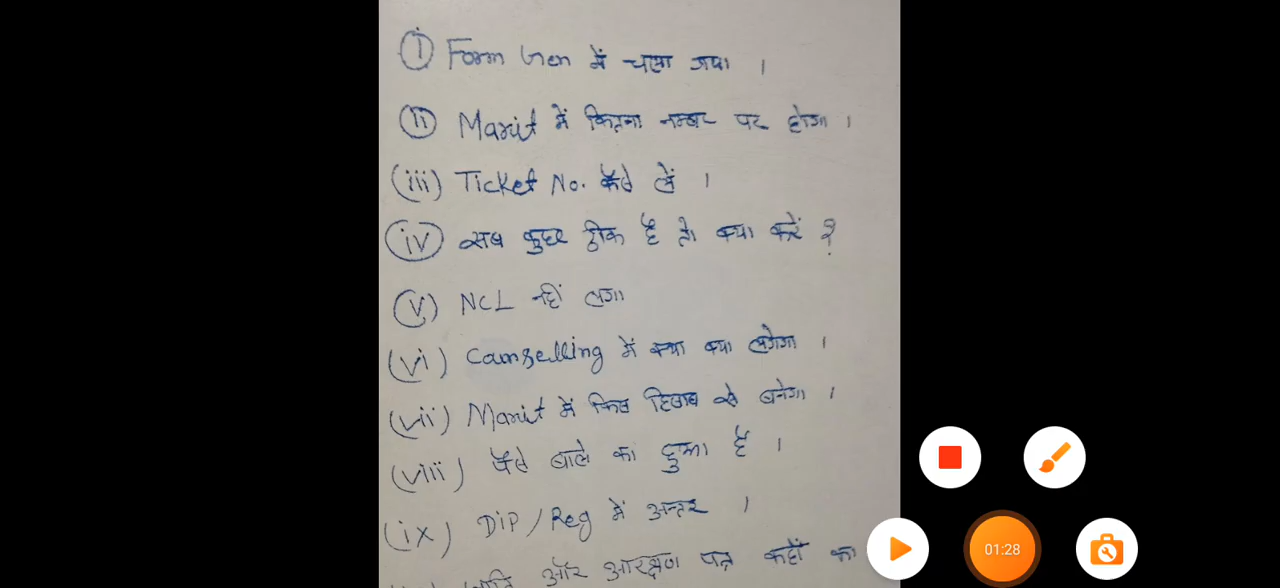 (i) Form Gen में चला गया ।
(ii) Marit में कितना नम्बर पर होगा ।
(iii) Ticket No. कैसे लें ।
(iv) सब कुछ ठीक है तो क्या करें ?
(v) NCL नहीं लगा
(vi) Counselling में क्या क्या लगेगा ।
(vii) Marit में किस हिसाब से बनेगा ।
(viii) पैसे वाले का हुआ है ।
(ix) DIP/Reg में अन्तर ।
और आरक्षण पत्र कहाँ का
01:28